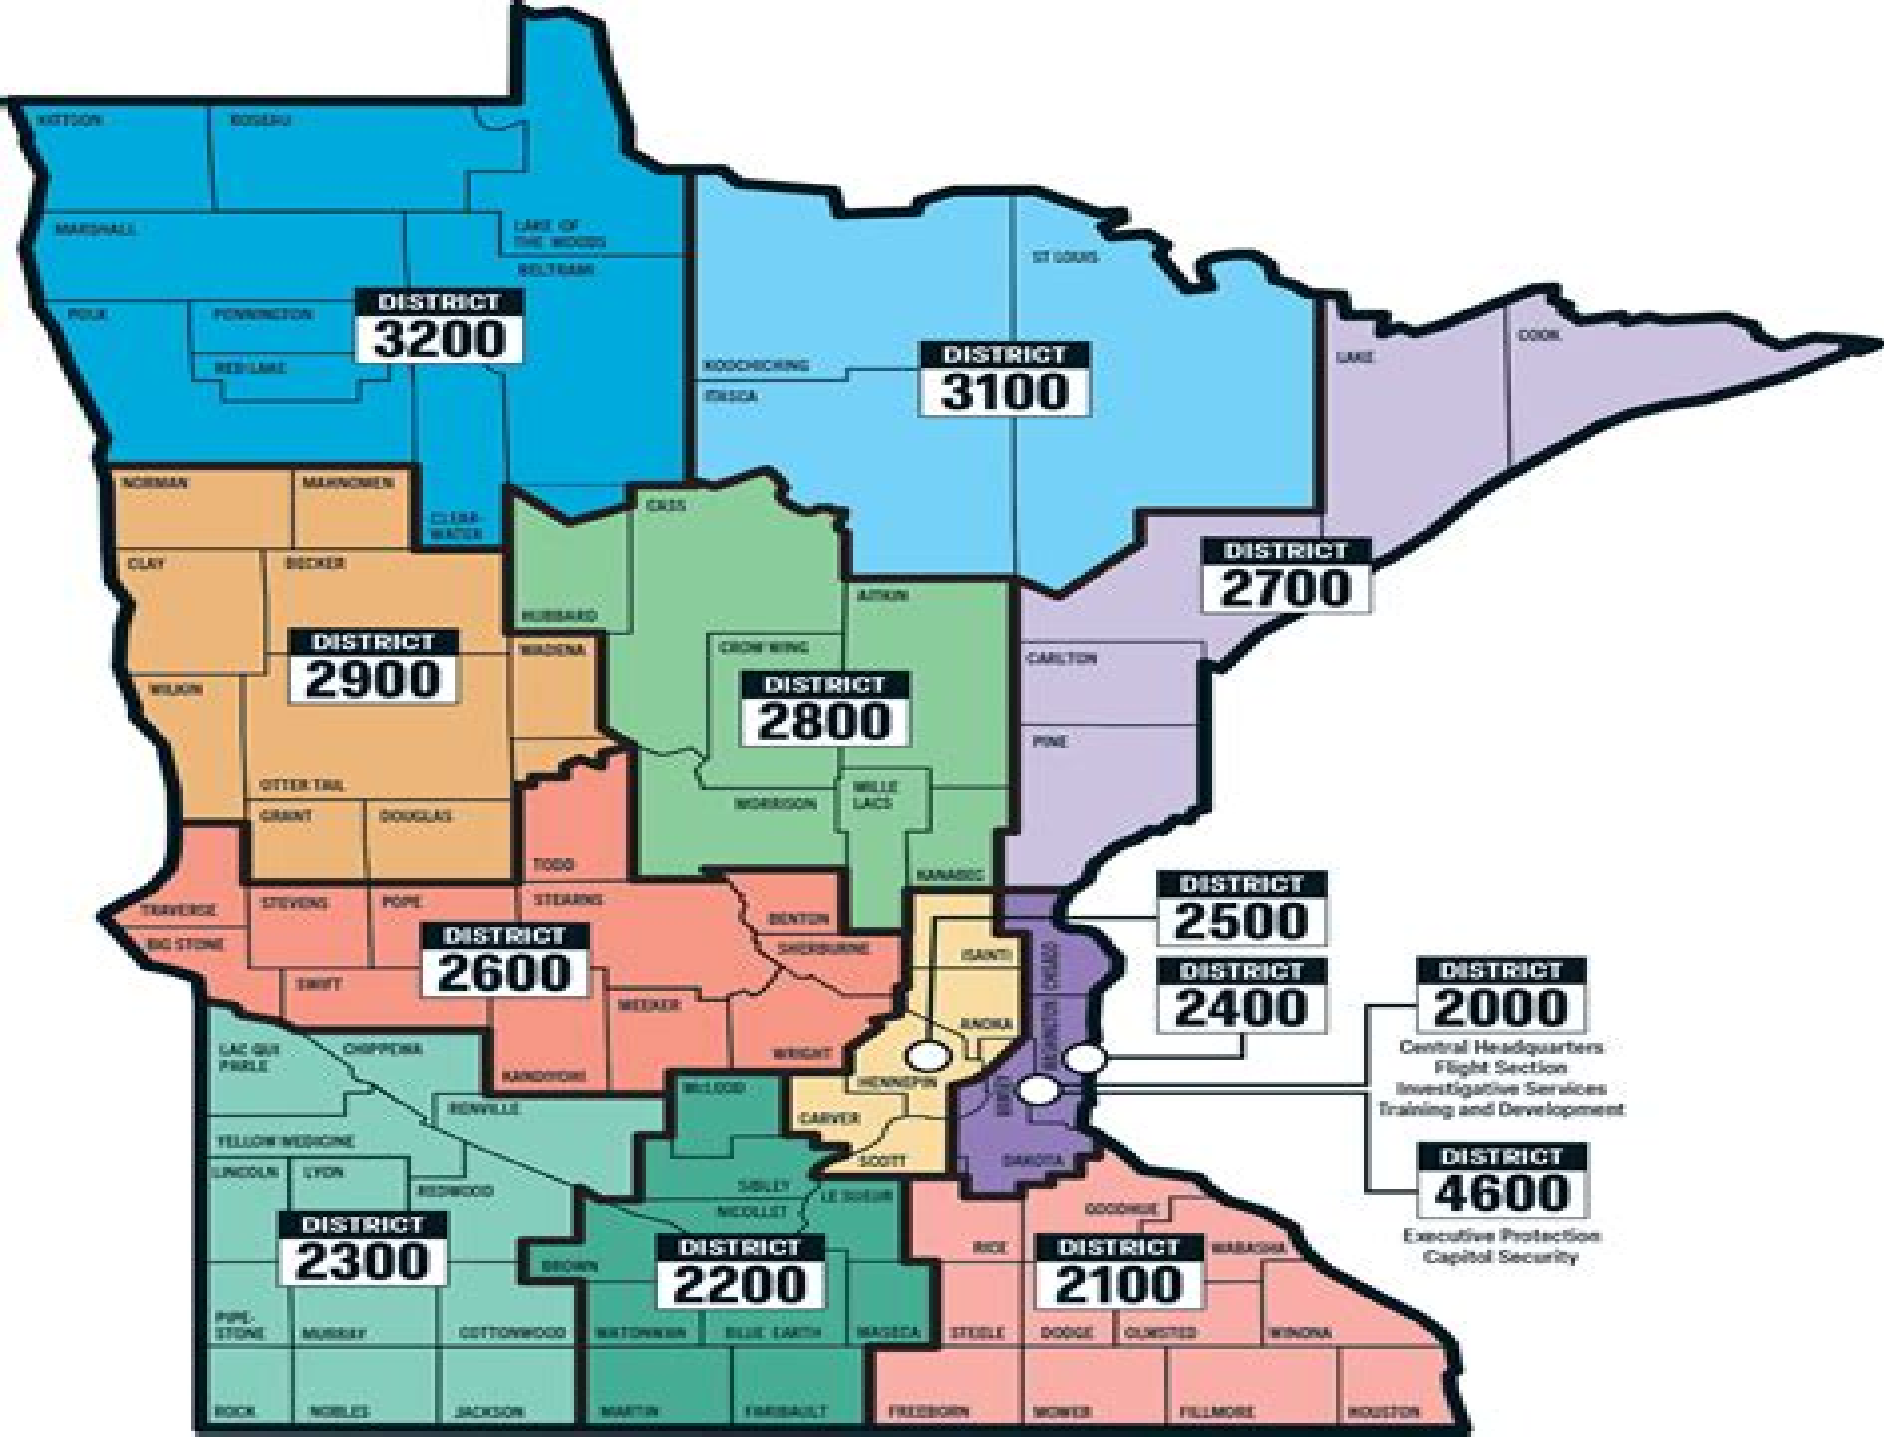 KITTSON
ROSEAU
MARSHALL
LAKE OF
THE WOODS
BELTRAMI
ST LOUIS
POLK
PENNINGTON
DISTRICT
3200
RED LAKE
KOOCHICHING
ITASCA
DISTRICT
3100
LAKE
COOK
NORMAN
MAHNOMEN
CLEAR-
WATER
CASS
CLAY
BECKER
HUBBARD
AITKIN
DISTRICT
2700
DISTRICT
2900
WADENA
CROW WING
CARLTON
WILKIN
DISTRICT
2800
PINE
OTTER TAIL
GRANT
DOUGLAS
MORRISON
MILLE
LACS
TODD
KANABEC
TRAVERSE
STEVENS
POPE
STEARNS
BENTON
DISTRICT
2500
BIG STONE
DISTRICT
2600
SHERBURNE
ISANTI
CHISAGO
SWIFT
MEEKER
ANOKA
WASHINGTON
DISTRICT
2400
DISTRICT
2000
Central Headquarters
Flight Section
Investigative Services
Training and Development
LAC QUI
PARLE
CHIPPEWA
KANDIYOHI
WRIGHT
HENNEPIN
RAMSEY
McLEOD
RENVILLE
CARVER
YELLOW MEDICINE
SCOTT
DAKOTA
DISTRICT
4600
Executive Protection
Capitol Security
LINCOLN
LYON
REDWOOD
SIBLEY
LE SUEUR
NICOLLET
GOODHUE
DISTRICT
2300
BROWN
DISTRICT
2200
RICE
DISTRICT
2100
WABASHA
PIPE-
STONE
MURRAY
COTTONWOOD
WATONWAN
BLUE EARTH
WASECA
STEELE
DODGE
OLMSTED
WINONA
ROCK
NOBLES
JACKSON
MARTIN
FARIBAULT
FREEBORN
MOWER
FILLMORE
HOUSTON